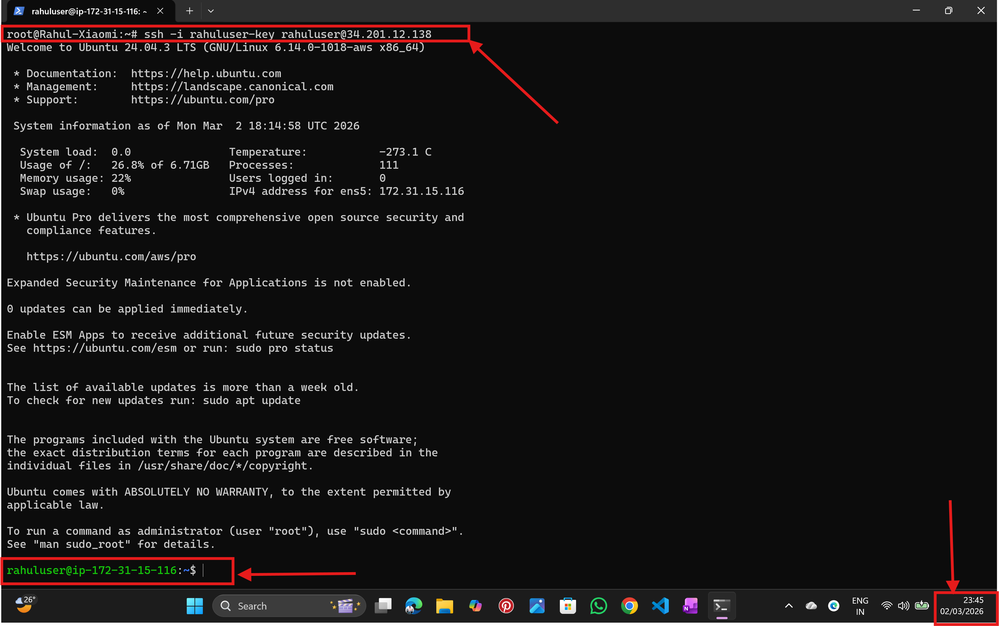 rahuluser@ip-172-31-15-116: ~
root@Rahul-Xiaomi:~# ssh -i rahuluser-key rahuluser@34.201.12.138
Welcome to Ubuntu 24.04.3 LTS (GNU/Linux 6.14.0-1018-aws x86_64)
* Documentation:  https://help.ubuntu.com
* Management:     https://landscape.canonical.com
* Support:        https://ubuntu.com/pro
System information as of Mon Mar  2 18:14:58 UTC 2026
System load:  0.0               Temperature:           -273.1 C
Usage of /:   26.8% of 6.71GB   Processes:             111
Memory usage: 22%               Users logged in:       0
Swap usage:   0%                IPv4 address for ens5: 172.31.15.116
* Ubuntu Pro delivers the most comprehensive open source security and
compliance features.
https://ubuntu.com/aws/pro
Expanded Security Maintenance for Applications is not enabled.
0 updates can be applied immediately.
Enable ESM Apps to receive additional future security updates.
See https://ubuntu.com/esm or run: sudo pro status
The list of available updates is more than a week old.
To check for new updates run: sudo apt update
The programs included with the Ubuntu system are free software;
the exact distribution terms for each program are described in the
individual files in /usr/share/doc/*/copyright.
Ubuntu comes with ABSOLUTELY NO WARRANTY, to the extent permitted by
applicable law.
To run a command as administrator (user "root"), use "sudo <command>".
See "man sudo_root" for details.
rahuluser@ip-172-31-15-116:~$
26°
Search
N
ENG
IN
23:45
02/03/2026